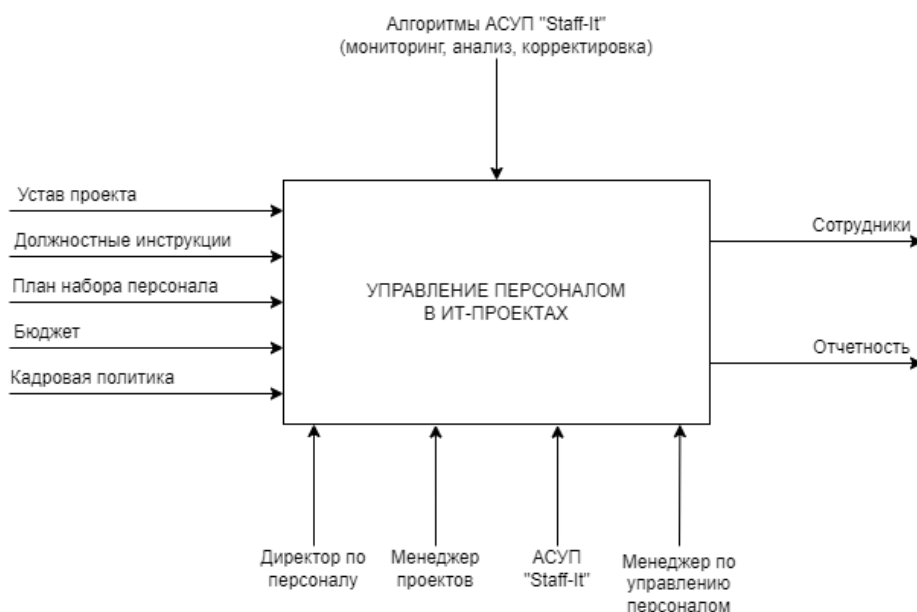 Алгоритмы АСУП "Staff-It"
(мониторинг, анализ, корректировка)
Устав проекта
Должностные инструкции
План набора персонала
Бюджет
Кадровая политика
УПРАВЛЕНИЕ ПЕРСОНАЛОМ
В ИТ-ПРОЕКТАХ
Сотрудники
Отчетность
Директор по
персоналу
Менеджер
проектов
АСУП
"Staff-It"
Менеджер по
управлению
персоналом